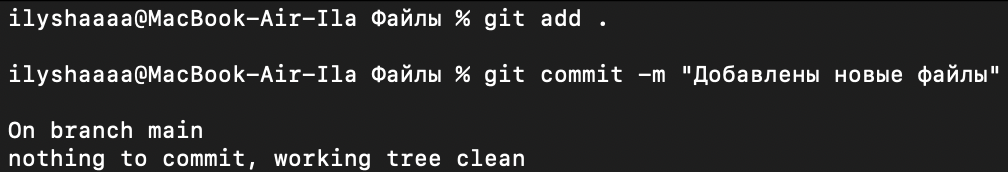 ilyshaaaa@MacBook-Air-Ila Файлы % git add .
ilyshaaaa@MacBook-Air-Ila Файлы % git commit -m "Добавлены новые файлы"
On branch main
nothing to commit, working tree clean